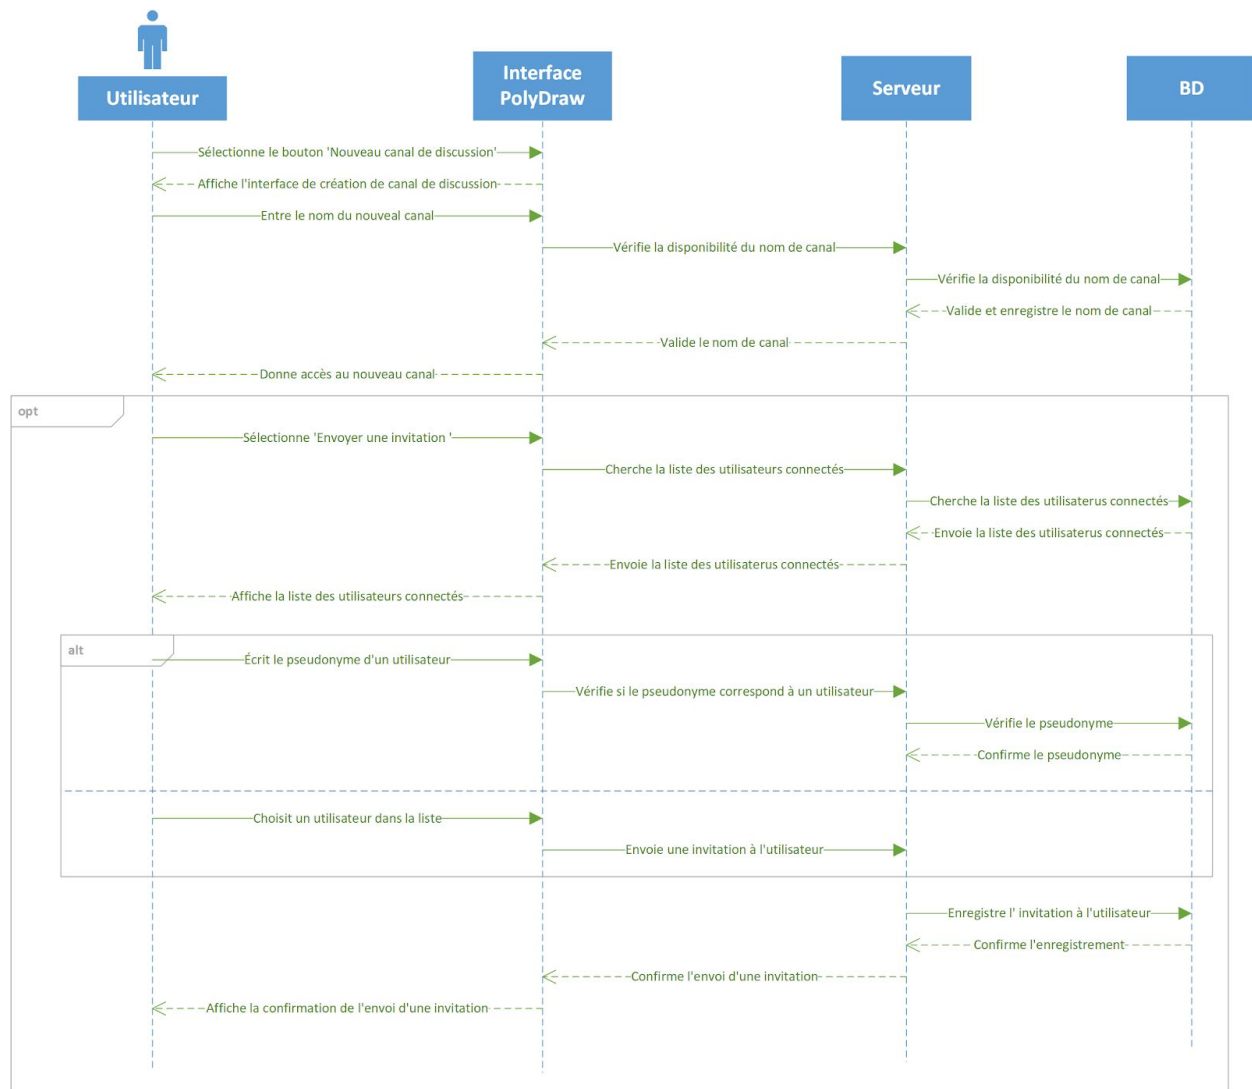 Utilisateur
Interface
PolyDraw
Serveur
BD
Sélectionne le bouton 'Nouveau canal de discussion'
Affiche l'interface de création de canal de discussion
Entre le nom du nouveal canal
Vérifie la disponibilité du nom de canal
Vérifie la disponibilité du nom de canal
Valide et enregistre le nom de canal
Valide le nom de canal
Donne accès au nouveau canal
opt
Sélectionne 'Envoyer une invitation '
Cherche la liste des utilisateurs connectés
Cherche la liste des utilisaterus connectés
Envoie la liste des utilisaterus connectés
Envoie la liste des utilisaterus connectés
Affiche la liste des utilisateurs connectés
alt
Écrit le pseudonyme d'un utilisateur
Vérifie si le pseudonyme correspond à un utilisateur
Vérifie le pseudonyme
Confirme le pseudonyme
Choisit un utilisateur dans la liste
Envoie une invitation à l'utilisateur
Enregistre l' invitation à l'utilisateur
Confirme l'enregistrement
Confirme l'envoi d'une invitation
Affiche la confirmation de l'envoi d'une invitation